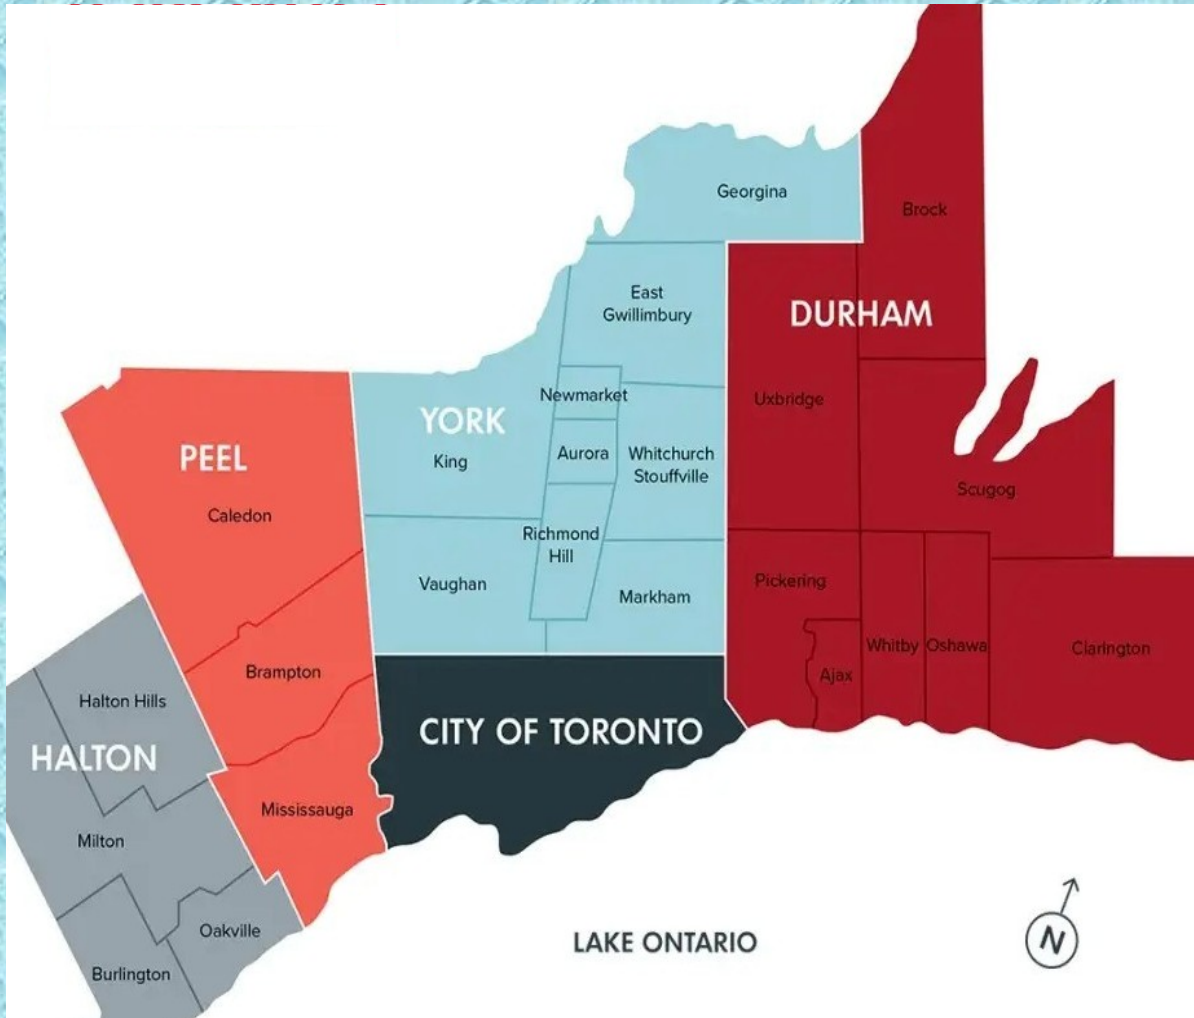 Georgina
Brock
East
Gwillimbury
DURHAM
Newmarket
Uxbridge
YORK
King
Aurora
Whitchurch
Stouffville
PEEL
Caledon
Scugog
Richmond
Hill
Vaughan
Markham
Pickering
Whitby
Oshawa
Clarington
Ajax
Brampton
Halton Hills
HALTON
CITY OF TORONTO
Mississauga
Milton
Oakville
Burlington
LAKE ONTARIO
N